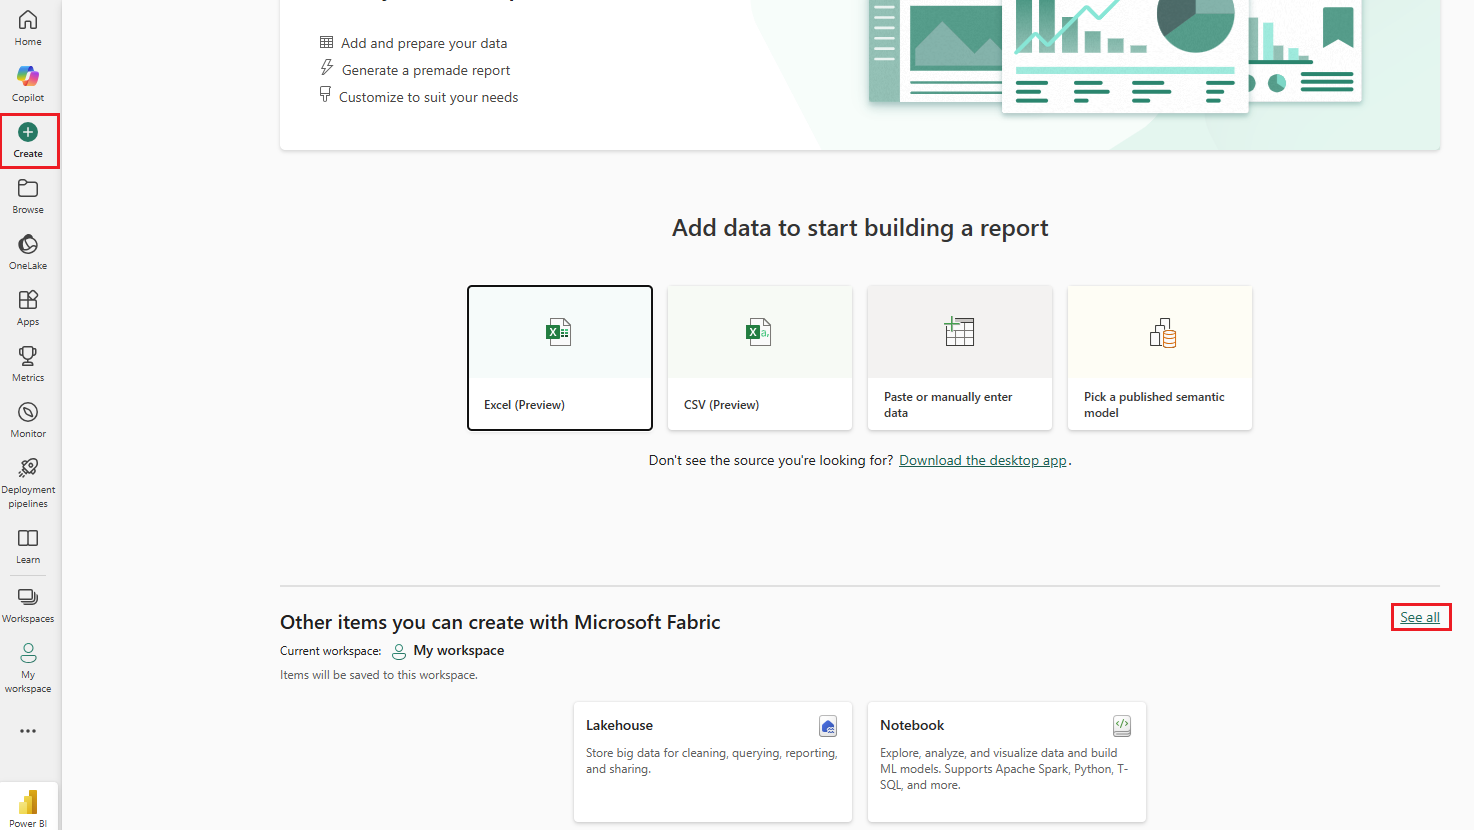 Home
Copilot
Create
Browse
OneLake
Apps
Metrics
Monitor
Deployment
pipelines
Learn
Workspaces
My
workspace
Power BI
Add and prepare your data
Generate a premade report
Customize to suit your needs
Add data to start building a report
Excel (Preview)
CSV (Preview)
Paste or manually enter
data
Pick a published semantic
model
Don't see the source you're looking for? Download the desktop app.
Other items you can create with Microsoft Fabric
See all
Current workspace: My workspace
Items will be saved to this workspace.
Lakehouse
Store big data for cleaning, querying, reporting,
and sharing.
Notebook
Explore, analyze, and visualize data and build
ML models. Supports Apache Spark, Python, T-
SQL, and more.